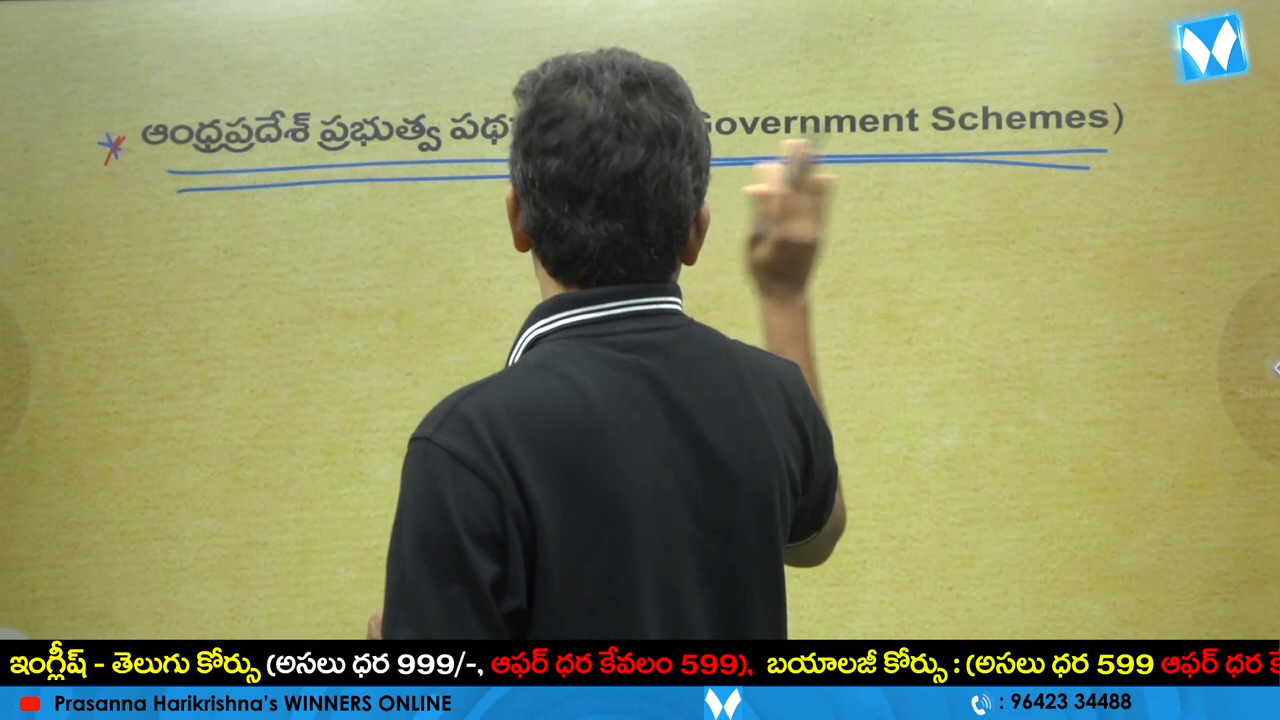 * ఆంధ్రప్రదేశ్ ప్రభుత్వ Government Schemes)
ఇంగ్లీష్ - తెలుగు కోర్సు (అసలు ధర 999/-, ఆఫర్ ధర కేవలం 599), బయాలజీ కోర్సు : (అసలు ధర 599 ఆఫర్ ధర
Prasanna Harikrishna's WINNERS ONLINE
: 96423 34488